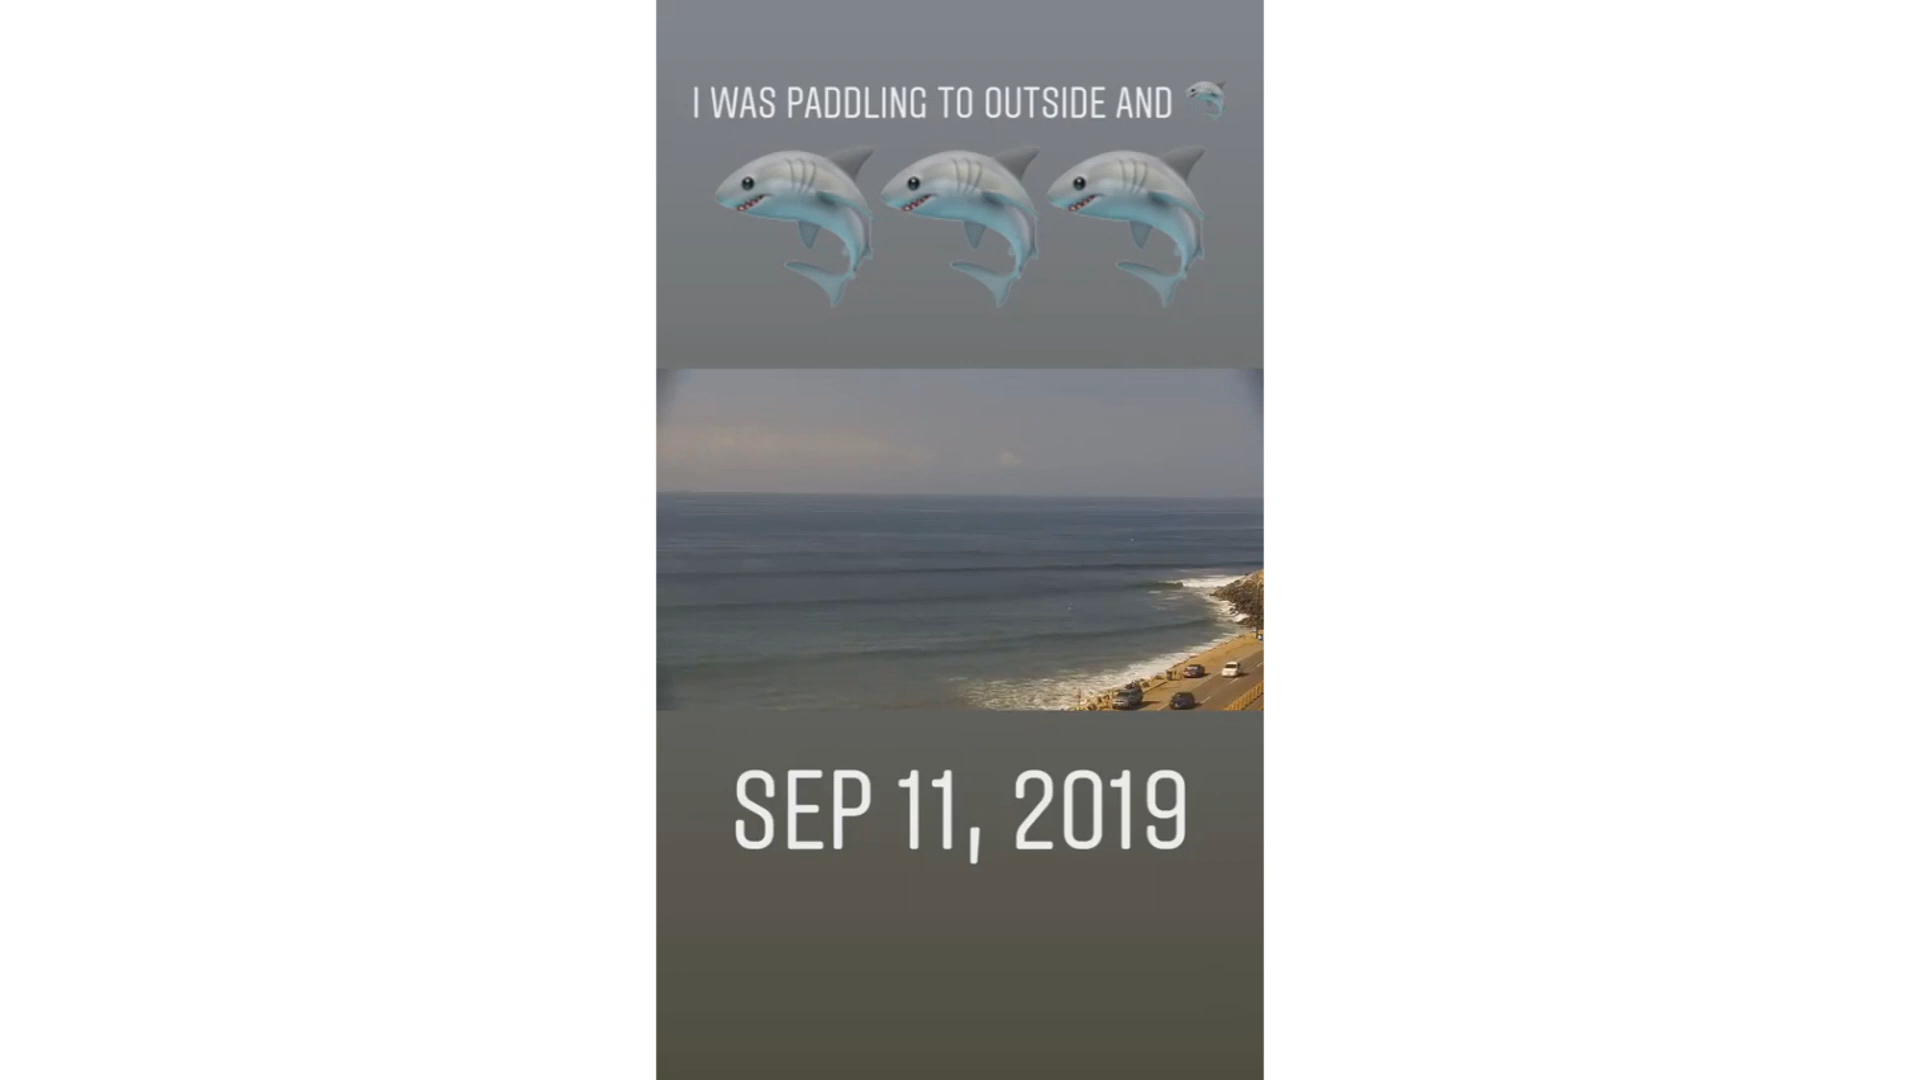 I WAS PADDLING TO OUTSIDE AND 🦈
🦈🦈🦈
SEP 11, 2019